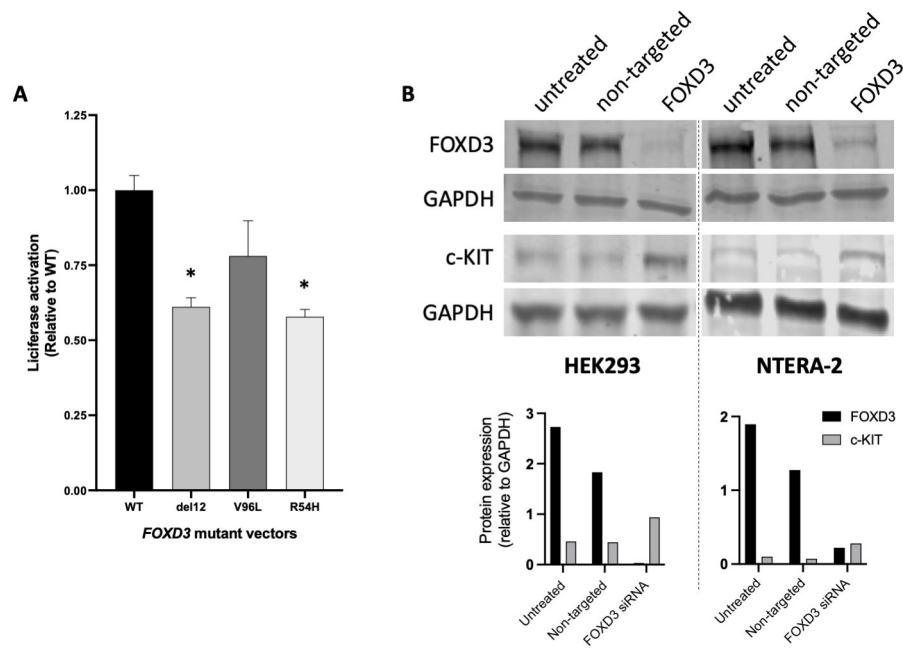 A
1.25
1.00
0.75
0.50
0.25
0.00
Liciferase activation
(Relative to WT)
*
*
WT del12 V96L R54H
FOXD3 mutant vectors
B
untreated non-targeted FOXD3 untreated non-targeted FOXD3
FOXD3
GAPDH
c-KIT
GAPDH
HEK293 NTERA-2
Protein expression
(relative to GAPDH)
3
2
1
0
Untreated Non-targeted FOXD3 siRNA
2
1
0
Untreated Non-targeted FOXD3 siRNA
FOXD3
c-KIT